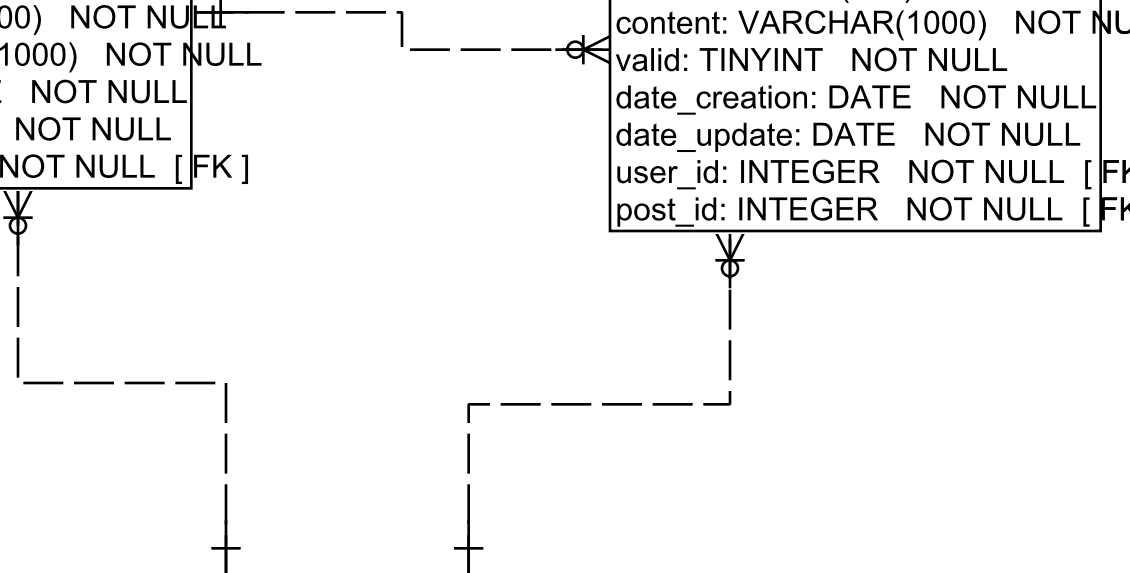 00) NOT NULL
1000) NOT NULL
NOT NULL
NOT NULL
NOT NULL [ FK ]
content: VARCHAR(1000) NOT NU
valid: TINYINT NOT NULL
date_creation: DATE NOT NULL
date_update: DATE NOT NULL
user_id: INTEGER NOT NULL [ FK
post_id: INTEGER NOT NULL [ FK